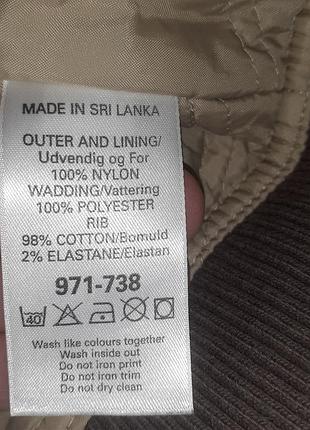 MADE IN SRI LANKA
OUTER AND LINING/
Udvendig og For
100% NYLON
WADDING/Vattering
100% POLYESTER
RIB
98% COTTON/Bomuld
2% ELASTANE/Elastan
971-738
40
Wash like colours together
Wash inside out
Do not iron print
Do not iron trim
Do not dry clean